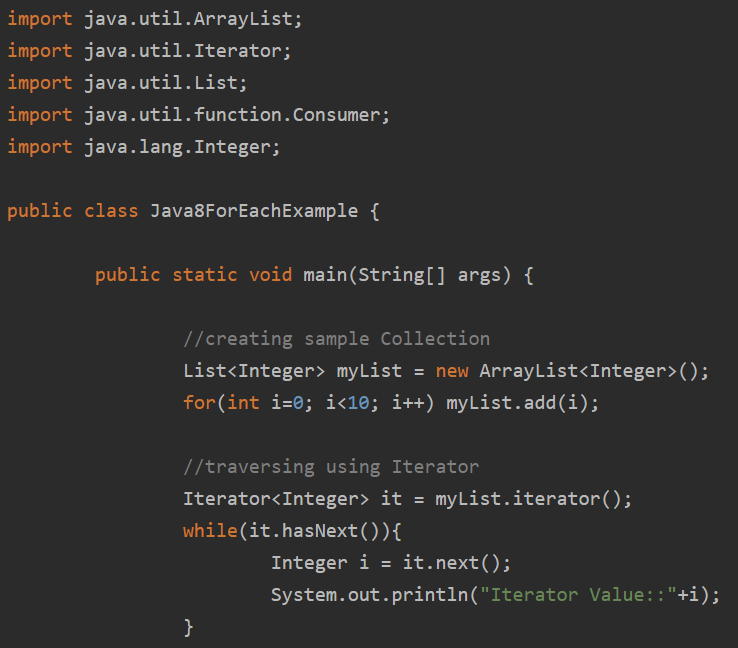 import java.util.ArrayList;
import java.util.Iterator;
import java.util.List;
import java.util.function.Consumer;
import java.lang.Integer;
public class Java8ForEachExample {
public static void main(String[] args) {
//creating sample Collection
List<Integer> myList = new ArrayList<Integer>();
for(int i=0; i<10; i++) myList.add(i);
//traversing using Iterator
Iterator<Integer> it = myList.iterator();
while(it.hasNext()){
Integer i = it.next();
System.out.println("Iterator Value::"+i);
}